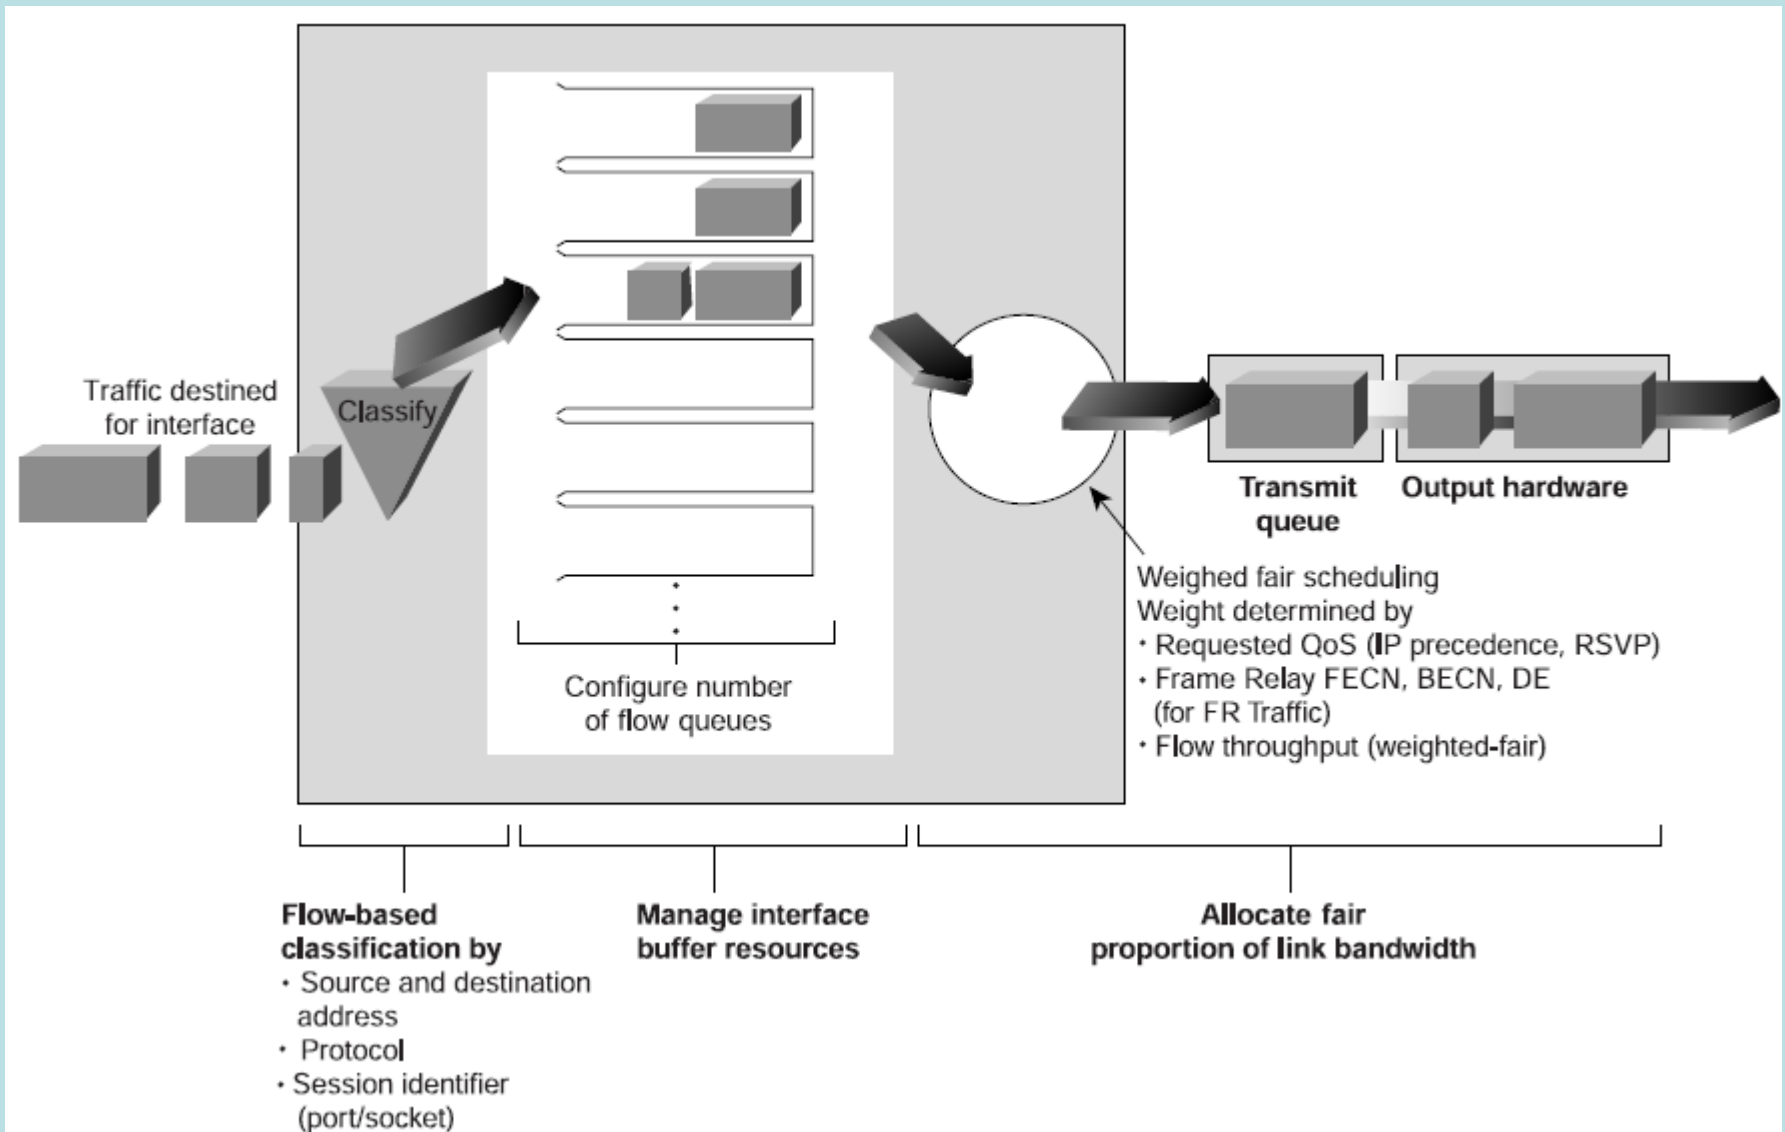 Traffic destined
for interface
Classify
Configure number
of flow queues
Transmit
queue
Output hardware
Weighed fair scheduling
Weight determined by
· Requested QoS (IP precedence, RSVP)
· Frame Relay FECN, BECN, DE
(for FR Traffic)
· Flow throughput (weighted-fair)
Flow-based
classification by
· Source and destination
address
· Protocol
· Session identifier
(port/socket)
Manage interface
buffer resources
Allocate fair
proportion of link bandwidth